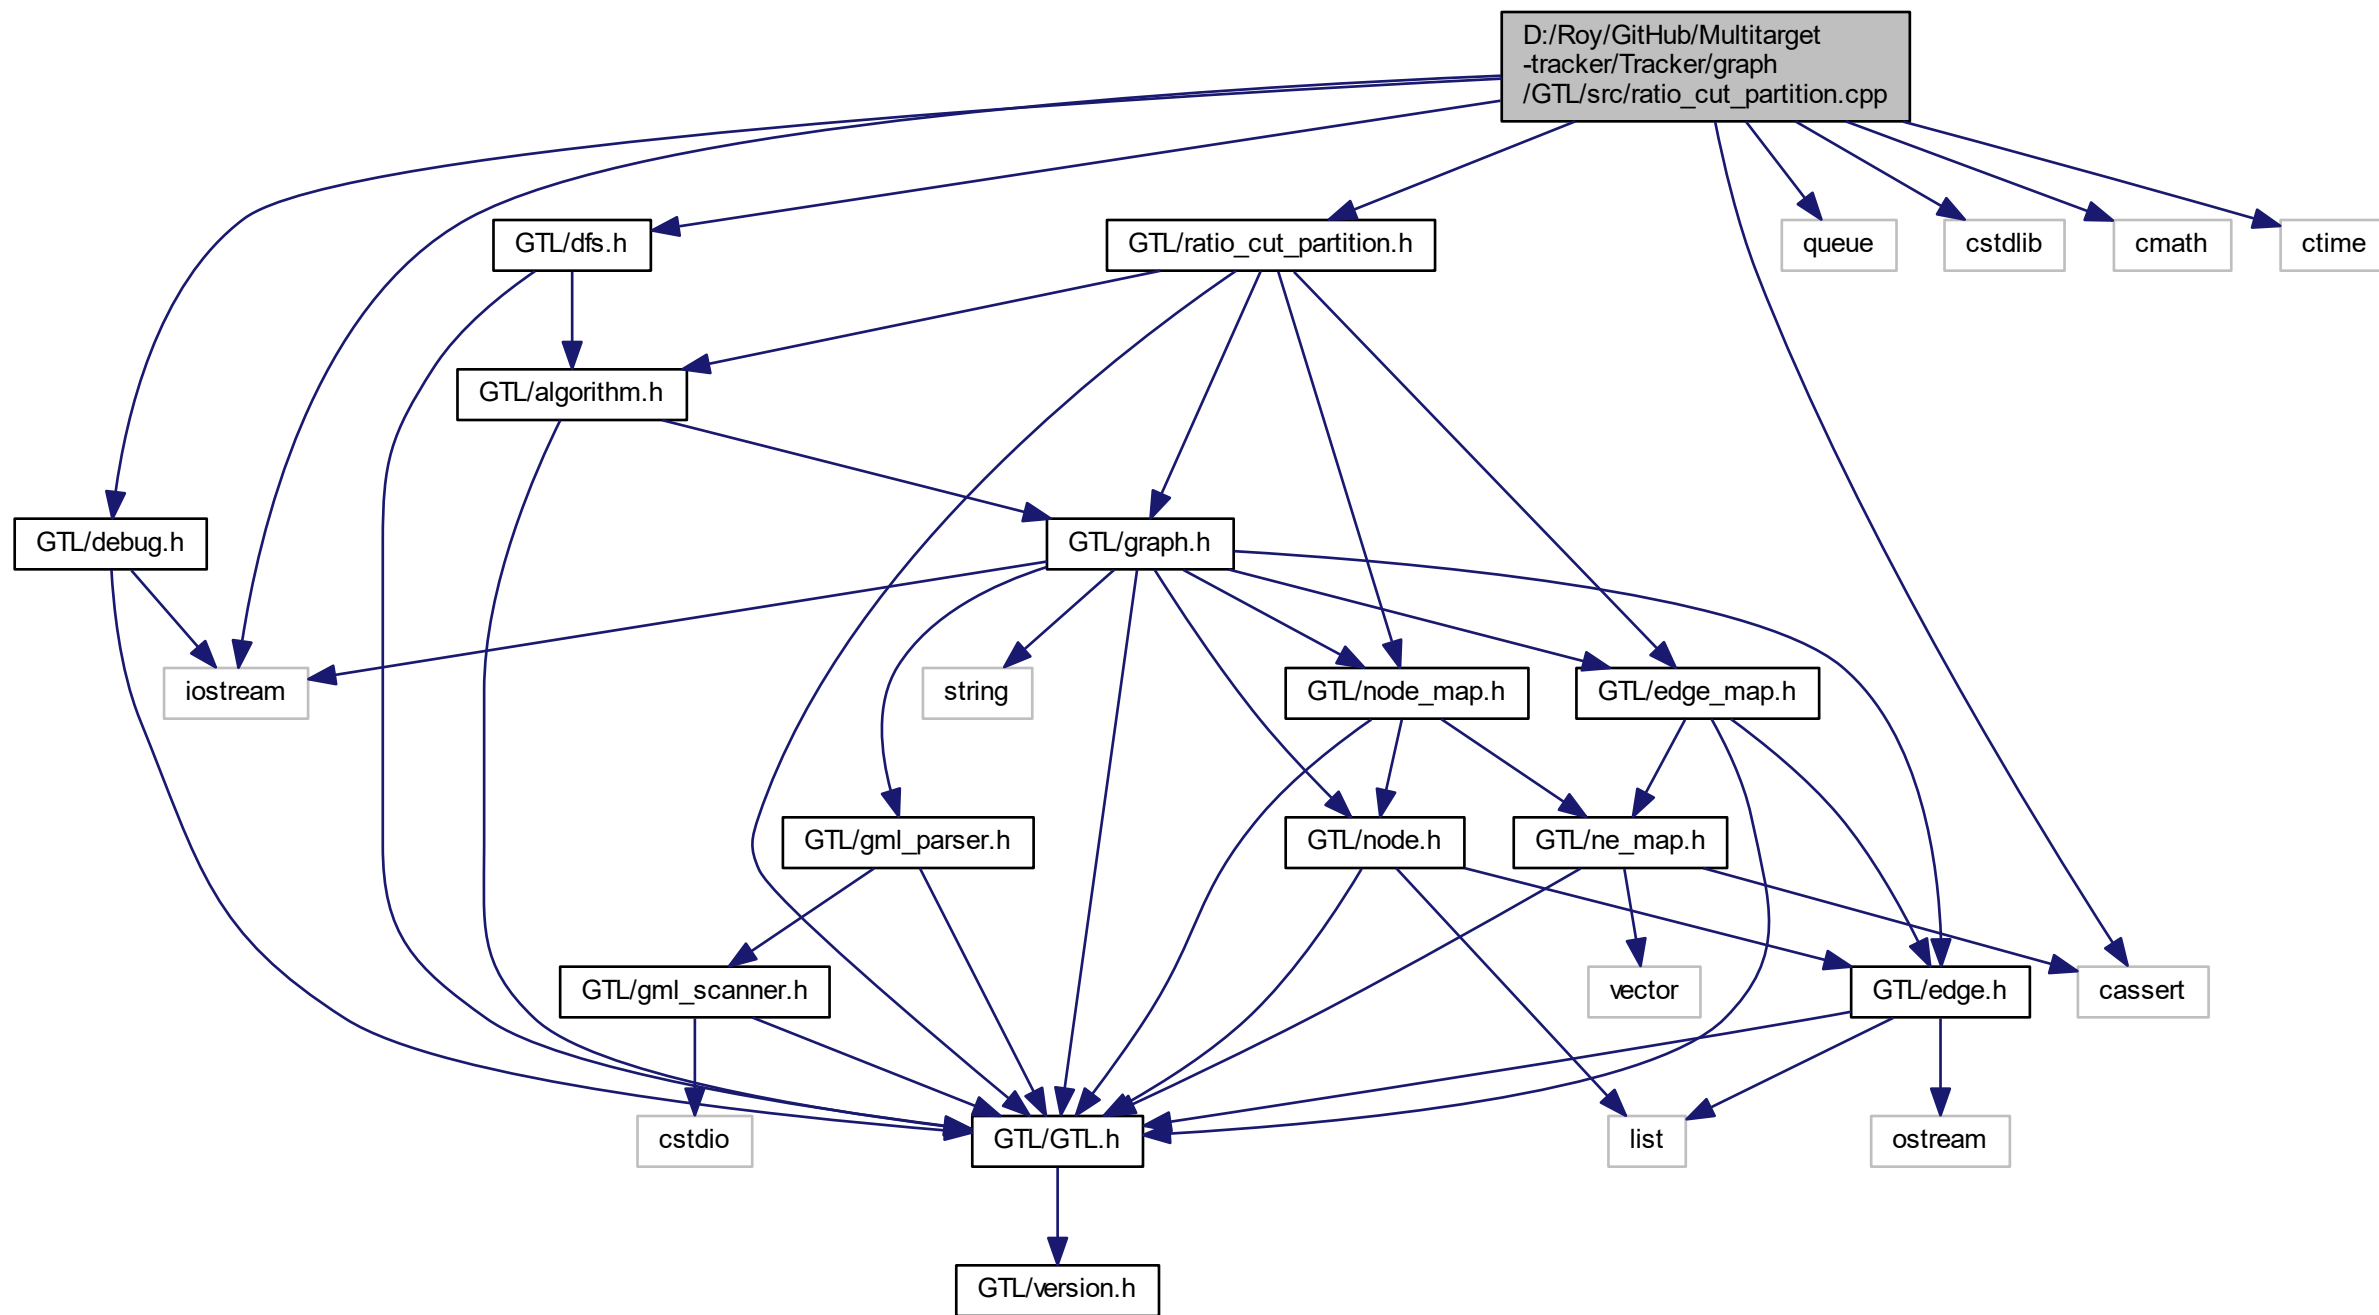 D:/Roy/GitHub/Multitarget
-tracker/Tracker/graph
/GTL/src/ratio_cut_partition.cpp
GTL/dfs.h
GTL/ratio_cut_partition.h
queue
cstdlib
cmath
ctime
GTL/algorithm.h
GTL/debug.h
GTL/graph.h
iostream
string
GTL/node_map.h
GTL/edge_map.h
GTL/gml_parser.h
GTL/node.h
GTL/ne_map.h
GTL/gml_scanner.h
vector
GTL/edge.h
cassert
cstdio
GTL/GTL.h
list
ostream
GTL/version.h